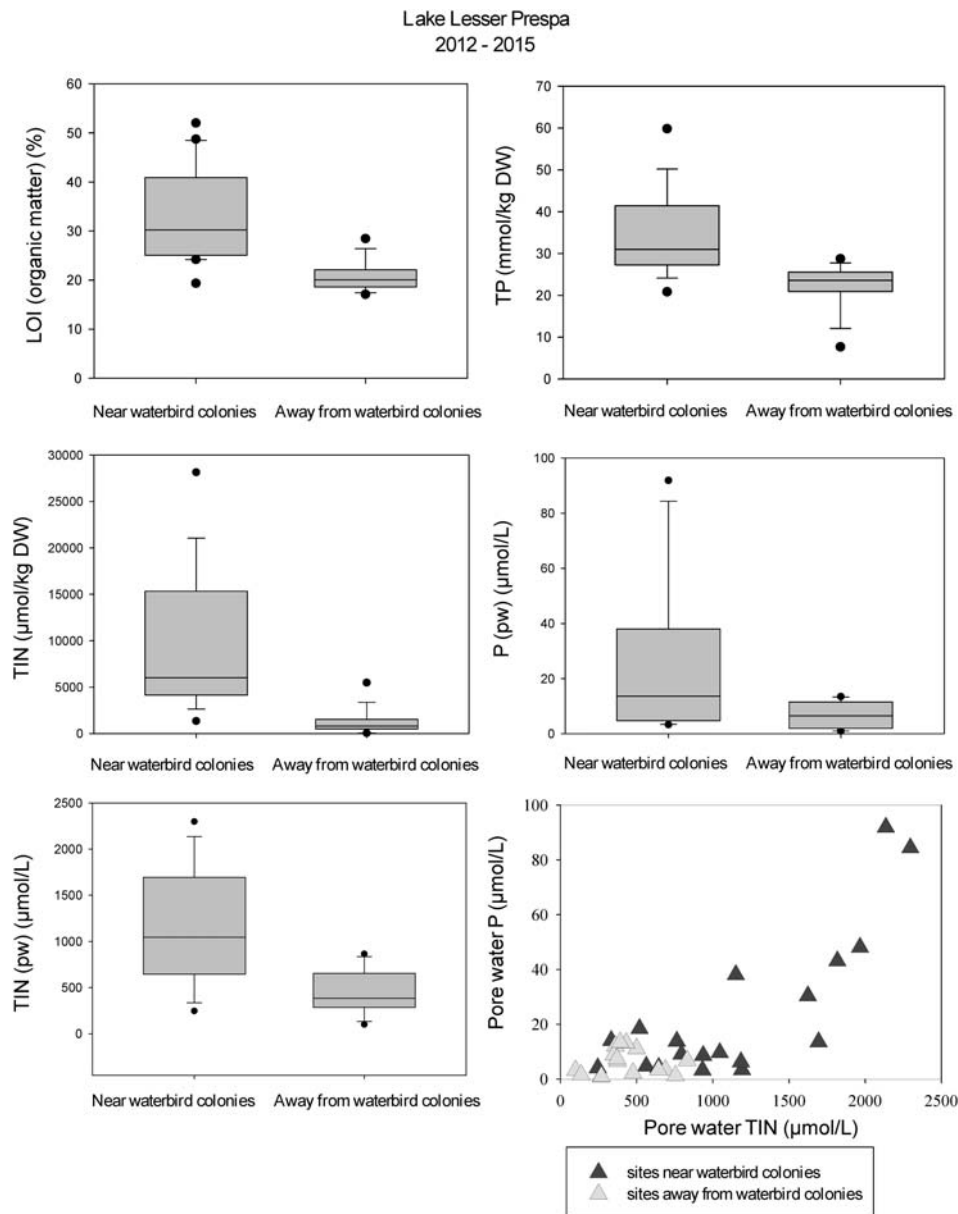 Lake Lesser Prespa
2012 - 2015
60
50
40
30
20
10
0
LOI (organic matter) (%)
Near waterbird colonies
Away from waterbird colonies
70
60
50
40
30
20
10
0
TP (mmol/kg DW)
Near waterbird colonies
Away from waterbird colonies
30000
25000
20000
15000
10000
5000
0
TIN (µmol/kg DW)
Near waterbird colonies
Away from waterbird colonies
100
80
60
40
20
0
P (pw) (µmol/L)
Near waterbird colonies
Away from waterbird colonies
2500
2000
1500
1000
500
0
TIN (pw) (µmol/L)
Near waterbird colonies
Away from waterbird colonies
100
80
60
40
20
0
Pore water P (µmol/L)
0 500 1000 1500 2000 2500
Pore water TIN (µmol/L)
sites near waterbird colonies
sites away from waterbird colonies